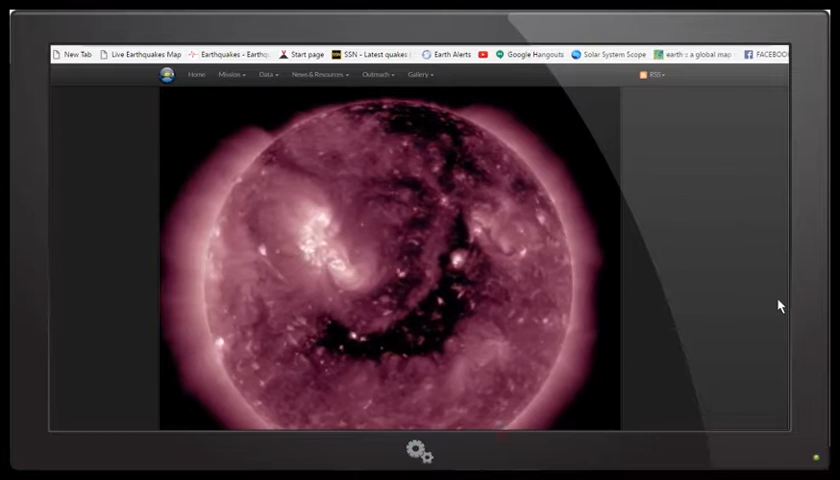 New Tab Live Earthquakes Map Earthquakes - Earthq Start page SSN - Latest quakes Earth Alerts Google Hangouts Solar System Scope earth :: a global map FACEBOO
Home Mission Data News & Resources Outreach Gallery RSS